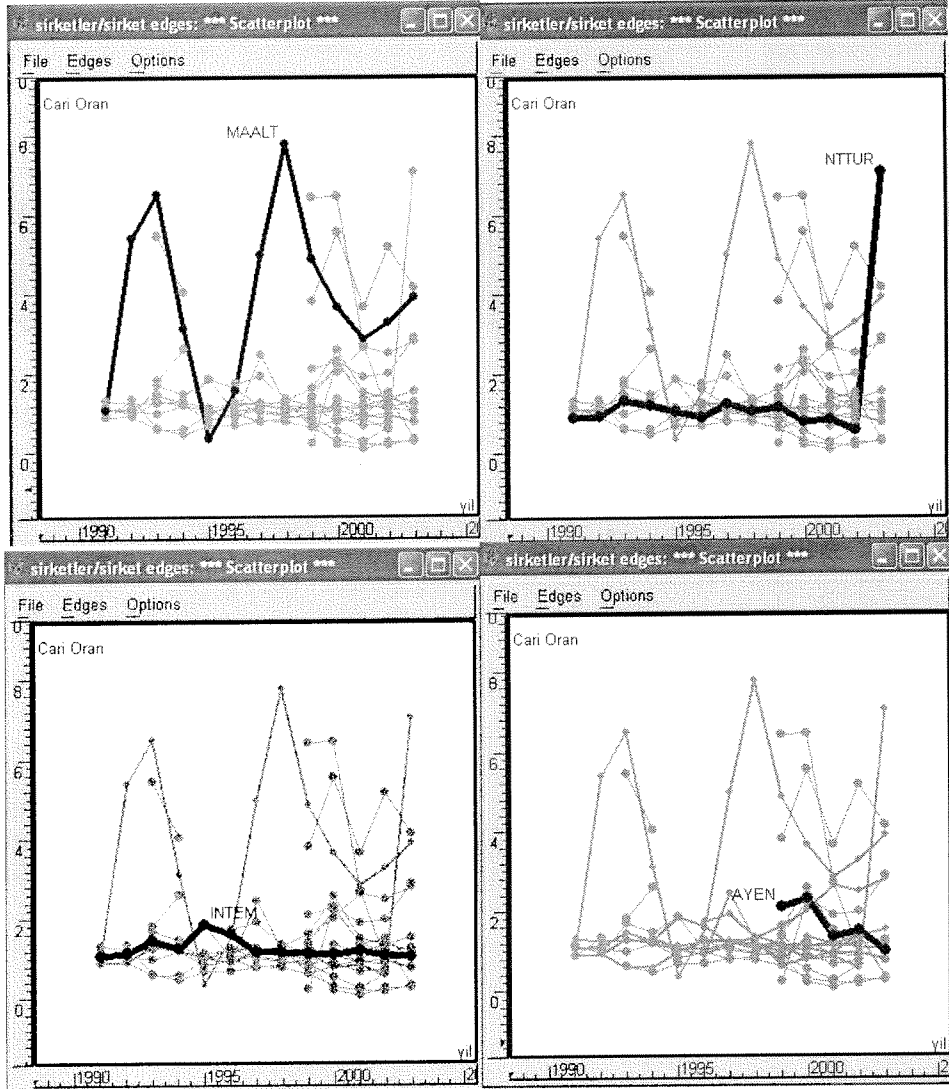 sirketler/sirket edges: *** Scatterplot ***
File Edges Options
Cari Oran
MAALT
8
6
4
2
0
yil
1990 1995 2000
sirketler/sirket edges: *** Scatterplot ***
File Edges Options
Cari Oran
NTTUR
8
6
4
2
0
yil
1990 1995 2000
sirketler/sirket edges: *** Scatterplot ***
File Edges Options
Cari Oran
8
6
4
2
INTEM
0
yil
1990 1995 2000
sirketler/sirket edges: *** Scatterplot ***
File Edges Options
Cari Oran
8
6
4
AYEN
2
0
yil
1990 1995 2000